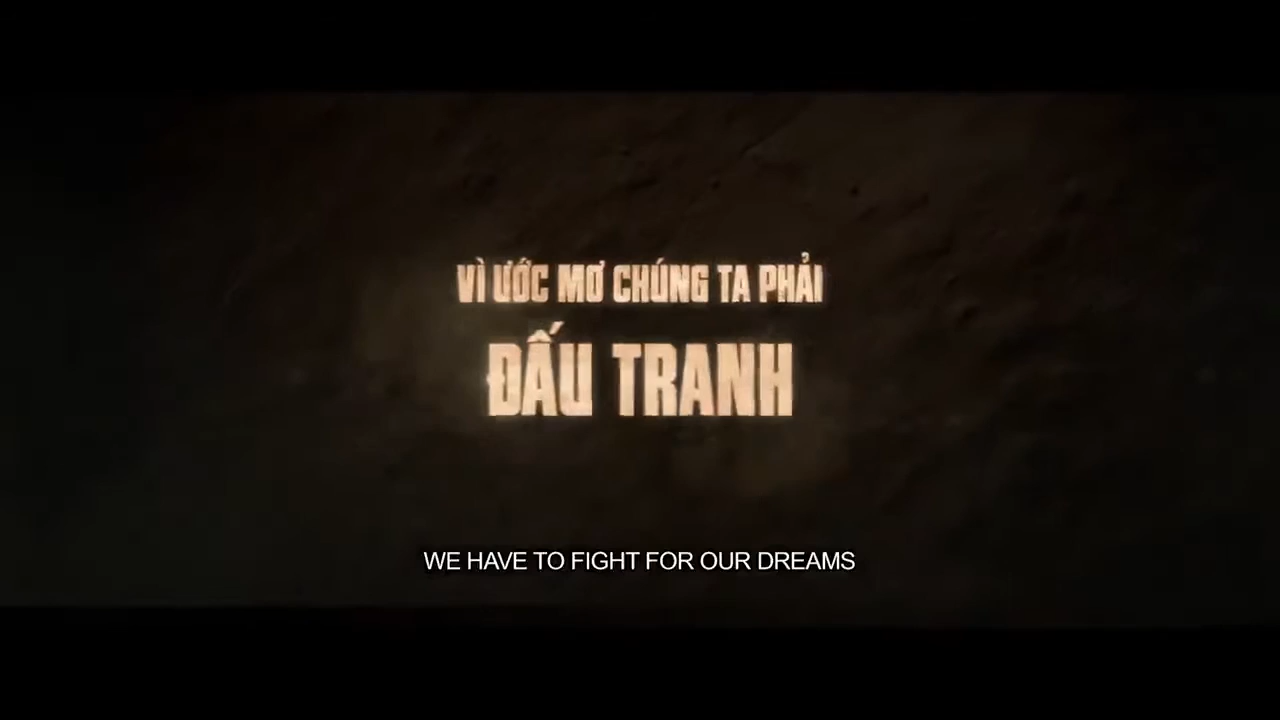 VÌ ƯỚC MƠ CHÚNG TA PHẢI
ĐẤU TRANH
WE HAVE TO FIGHT FOR OUR DREAMS